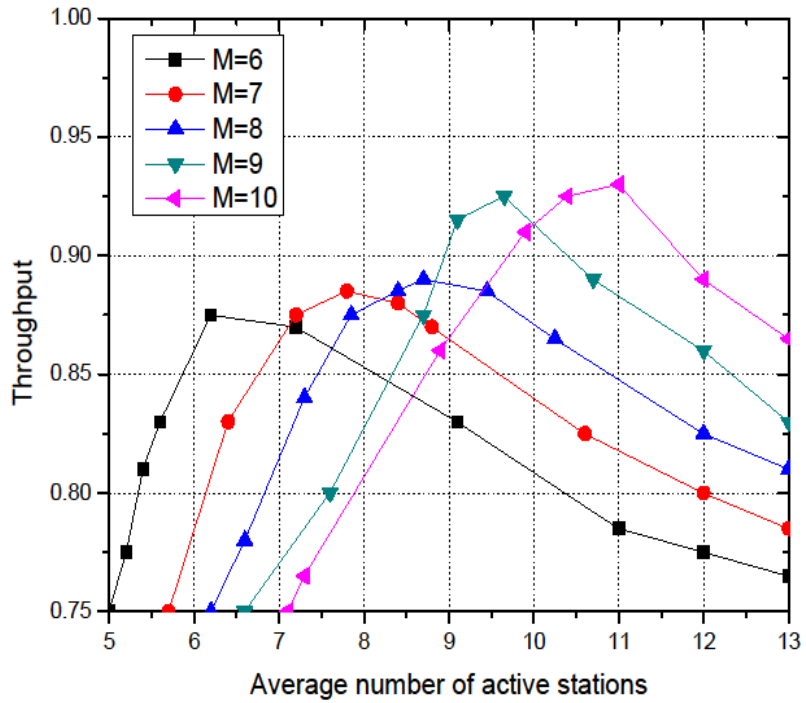 1.00
0.95
0.90
0.85
0.80
0.75
Throughput
M=6
M=7
M=8
M=9
M=10
5 6 7 8 9 10 11 12 13
Average number of active stations